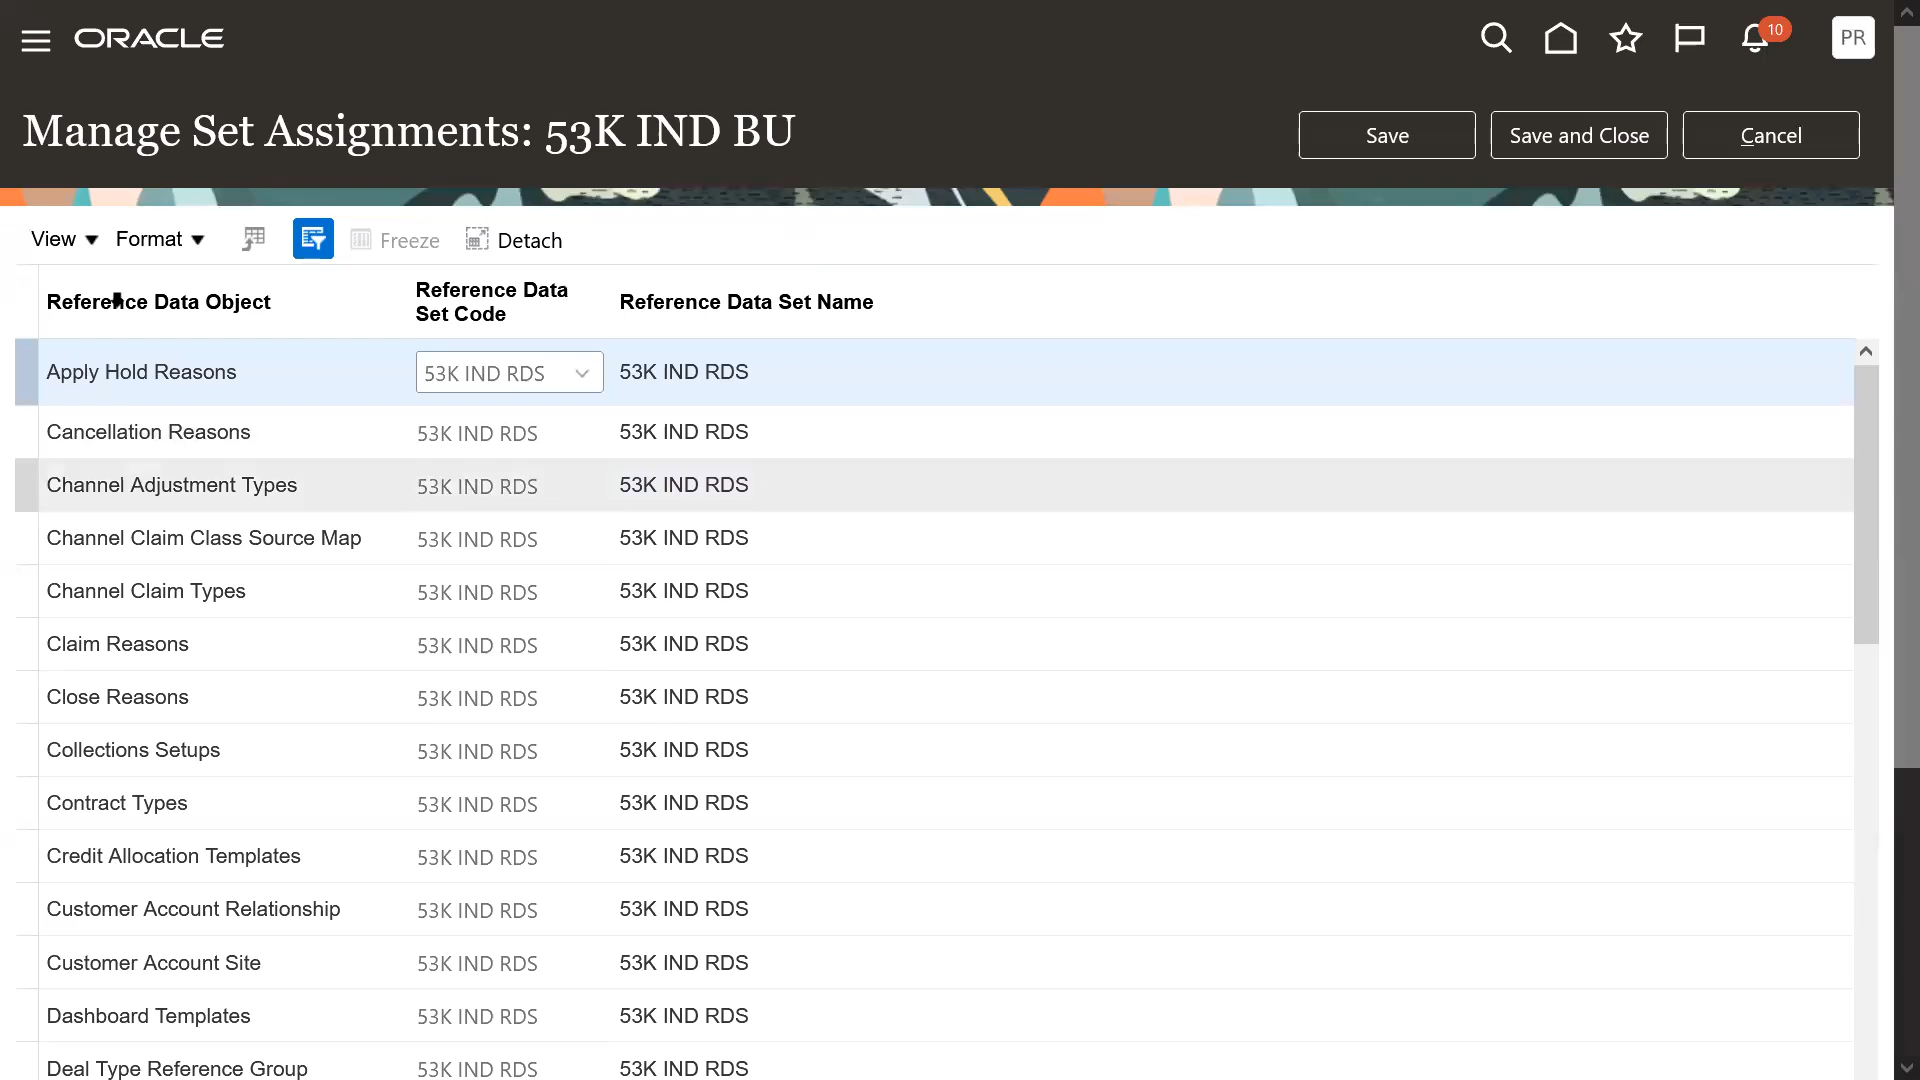 ORACLE
10
PR
Manage Set Assignments: 53K IND BU
Save
Save and Close
Cancel
View
Format
Freeze
Detach
Reference Data Object
Reference Data
Set Code
Reference Data Set Name
Apply Hold Reasons 53K IND RDS 53K IND RDS
Cancellation Reasons 53K IND RDS 53K IND RDS
Channel Adjustment Types 53K IND RDS 53K IND RDS
Channel Claim Class Source Map 53K IND RDS 53K IND RDS
Channel Claim Types 53K IND RDS 53K IND RDS
Claim Reasons 53K IND RDS 53K IND RDS
Close Reasons 53K IND RDS 53K IND RDS
Collections Setups 53K IND RDS 53K IND RDS
Contract Types 53K IND RDS 53K IND RDS
Credit Allocation Templates 53K IND RDS 53K IND RDS
Customer Account Relationship 53K IND RDS 53K IND RDS
Customer Account Site 53K IND RDS 53K IND RDS
Dashboard Templates 53K IND RDS 53K IND RDS
Deal Type Reference Group 53K IND RDS 53K IND RDS